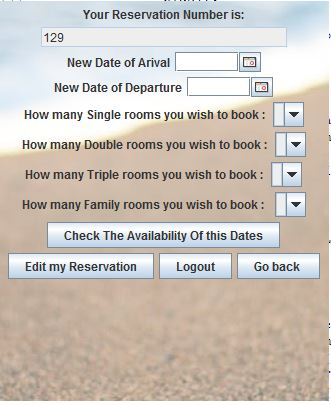 Your Reservation Number is:
129
New Date of Arival
New Date of Departure
How many Single rooms you wish to book :
How many Double rooms you wish to book :
How many Triple rooms you wish to book :
How many Family rooms you wish to book :
Check The Availability Of this Dates
Edit my Reservation Logout Go back